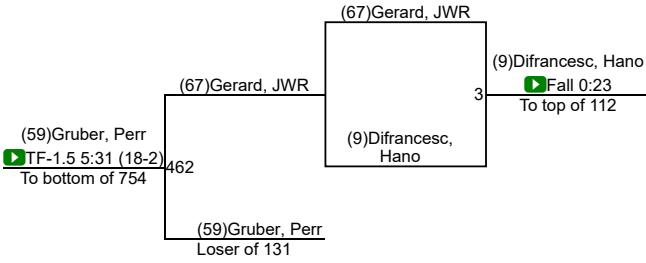 (67)Gerard, JWR
(9)Difrancesc, Hano
(67)Gerard, JWR
3
Fall 0:23
To top of 112
(59)Gruber, Perr
(9)Difrancesc,
Hano
TF-1.5 5:31 (18-2)
462
To bottom of 754
(59)Gruber, Perr
Loser of 131